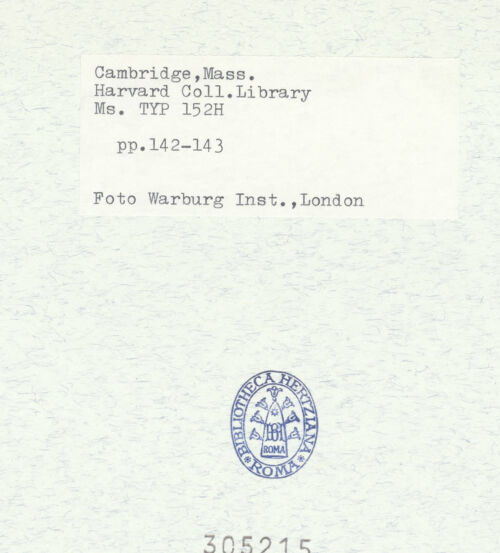 Cambridge,Mass.
Harvard Coll.Library
Ms. TYP 152H
pp.142-143
Foto Warburg Inst.,London
BIBLIOTHECA HERTZIANA
BH
ROMA
*ROMA*
305215